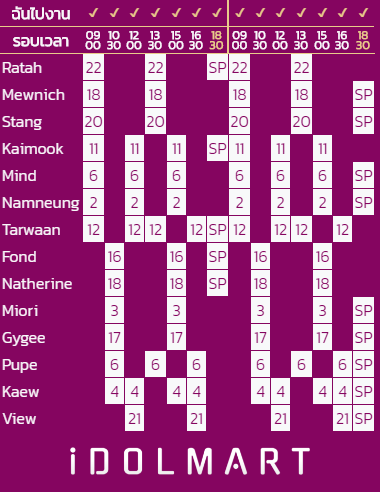 ฉันไปงาน ✓ ✓ ✓ ✓ ✓ ✓ ✓ ✓ ✓ ✓ ✓ ✓ ✓ ✓
รอบเวลา 09 10 12 13 15 16 18 09 10 12 13 15 16 18
00 30 00 30 00 30 30 00 30 00 30 00 30 30
Ratah 22 22 SP 22 22
Mewnich 18 18 18 18 SP
Stang 20 20 20 20 SP
Kaimook 11 11 11 SP 11 11 11
Mind 6 6 6 6 6 6 SP
Namneung 2 2 2 2 2 2 SP
Tarwaan 12 12 12 12 SP 12 12 12 12
Fond 16 16 SP 16 16
Natherine 18 18 SP 18 18
Miori 3 3 3 3 SP
Gygee 17 17 17 17 SP
Pupe 6 6 6 6 6 6 SP
Kaew 4 4 4 4 4 4 4 4 SP
View 21 21 21 21 SP
iDOLMART